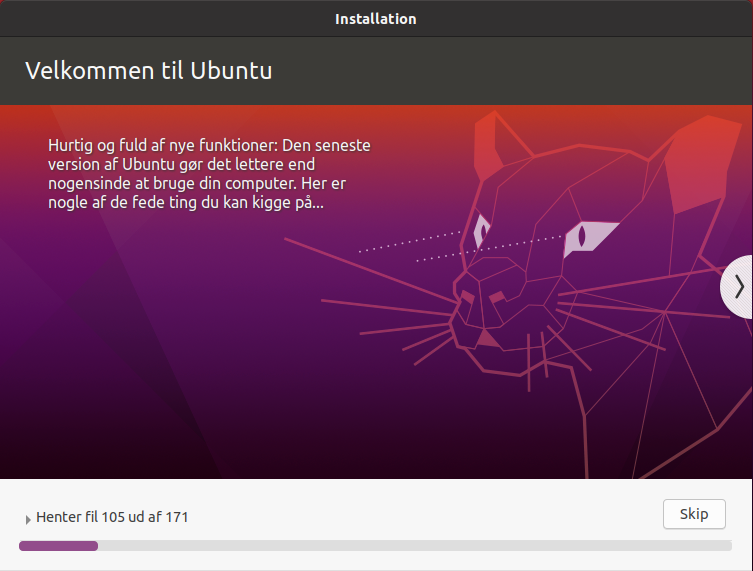 Installation
Velkommen til Ubuntu
Hurtig og fuld af nye funktioner: Den seneste
version af Ubuntu gør det lettere end
nogensinde at bruge din computer. Her er
nogle af de fede ting du kan kigge på...
Henter fil 105 ud af 171
Skip